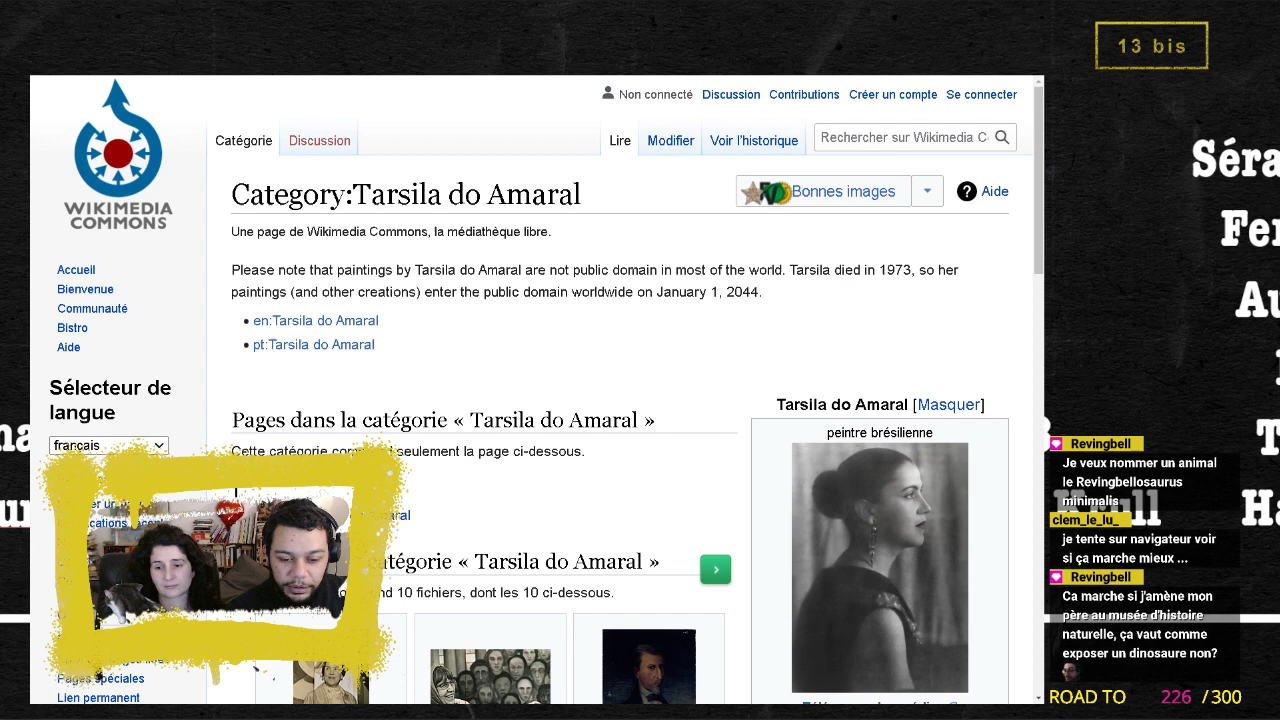 13 bis
Non connecté Discussion Contributions Créer un compte Se connecter
Catégorie Discussion Lire Modifier Voir l'historique Rechercher sur Wikimedia C
WIKIMEDIA
COMMONS
Category:Tarsila do Amaral
Bonnes images
Aide
Une page de Wikimedia Commons, la médiathèque libre.
Please note that paintings by Tarsila do Amaral are not public domain in most of the world. Tarsila died in 1973, so her
paintings (and other creations) enter the public domain worldwide on January 1, 2044.
en:Tarsila do Amaral
pt:Tarsila do Amaral
Accueil
Bienvenue
Communauté
Bistro
Aide
Sélecteur de
langue
français
Pages dans la catégorie « Tarsila do Amaral »
seulement la page ci-dessous.
atégorie « Tarsila do Amaral »
nd 10 fichiers, dont les 10 ci-dessous.
Pages spéciales
Lien permanent
Tarsila do Amaral [Masquer]
peintre brésilienne
Séra
Fer
Au
Krull
Ha
Revingbell
Je veux nommer un animal
le Revingbellosaurus
minimalis
clem_le_lu_
je tente sur navigateur voir
si ça marche mieux ...
Revingbell
Ca marche si j'amène mon
père au musée d'histoire
naturelle, ça vaut comme
exposer un dinosaure non?
ROAD TO 226 / 300